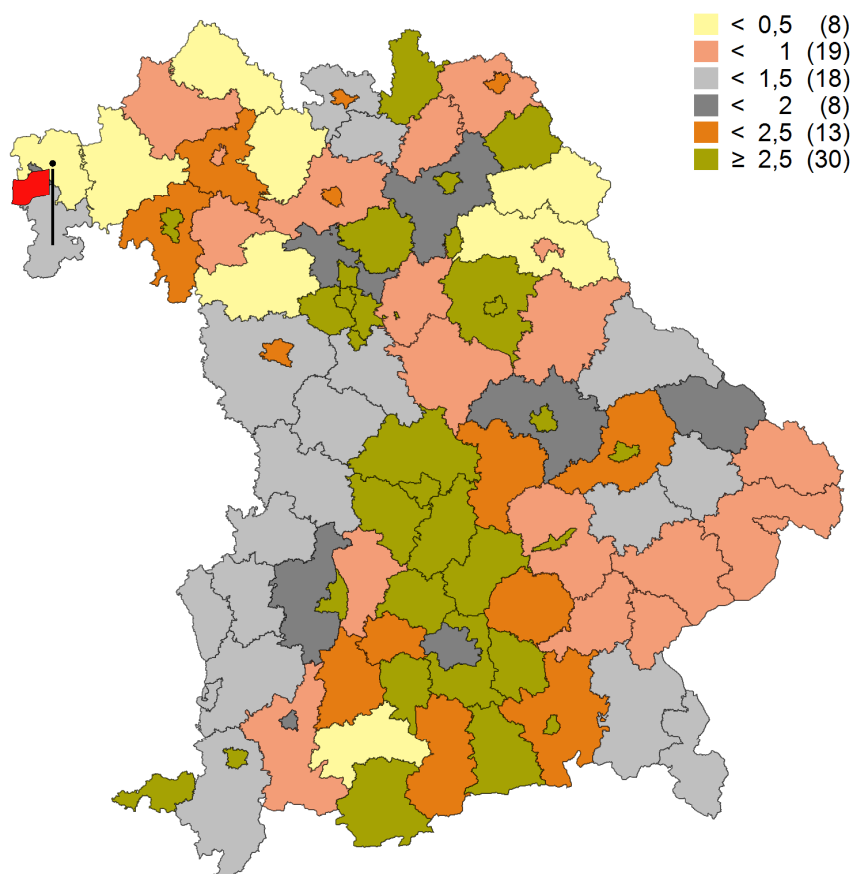 < 0,5 (8)
< 1 (19)
< 1,5 (18)
< 2 (8)
< 2,5 (13)
≥ 2,5 (30)